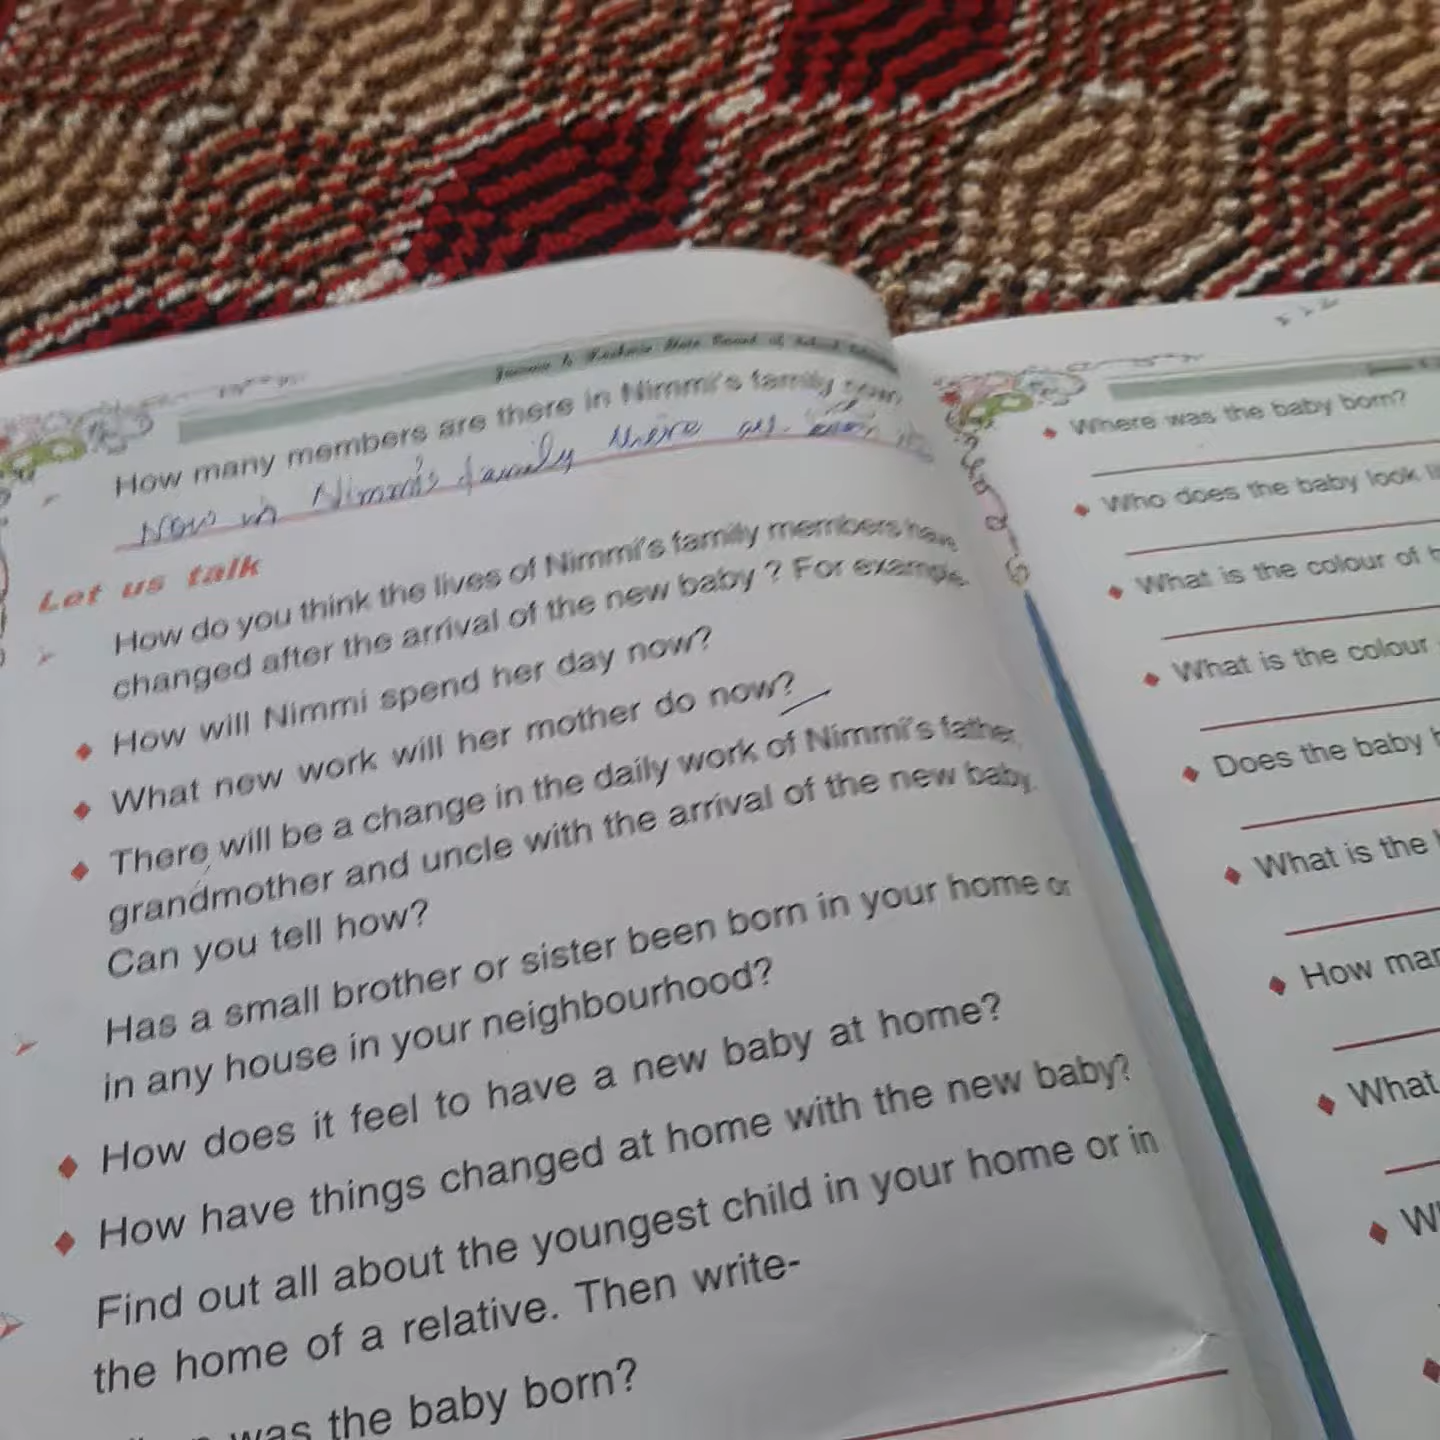 Jammu & Kashmir State Board of School
How many members are there in Nimmi's family now
Now in Nimmi's family there are
Let us talk
How do you think the lives of Nimmi's family members have
changed after the arrival of the new baby ? For example
How will Nimmi spend her day now?
What new work will her mother do now?
There will be a change in the daily work of Nimmi's father,
grandmother and uncle with the arrival of the new baby.
Can you tell how?
Has a small brother or sister been born in your home or
in any house in your neighbourhood?
How does it feel to have a new baby at home?
How have things changed at home with the new baby?
Find out all about the youngest child in your home or in
the home of a relative. Then write-
was the baby born?
Where was the baby born?
Who does the baby look
What is the colour of
What is the colour
Does the baby
What is the
How
What